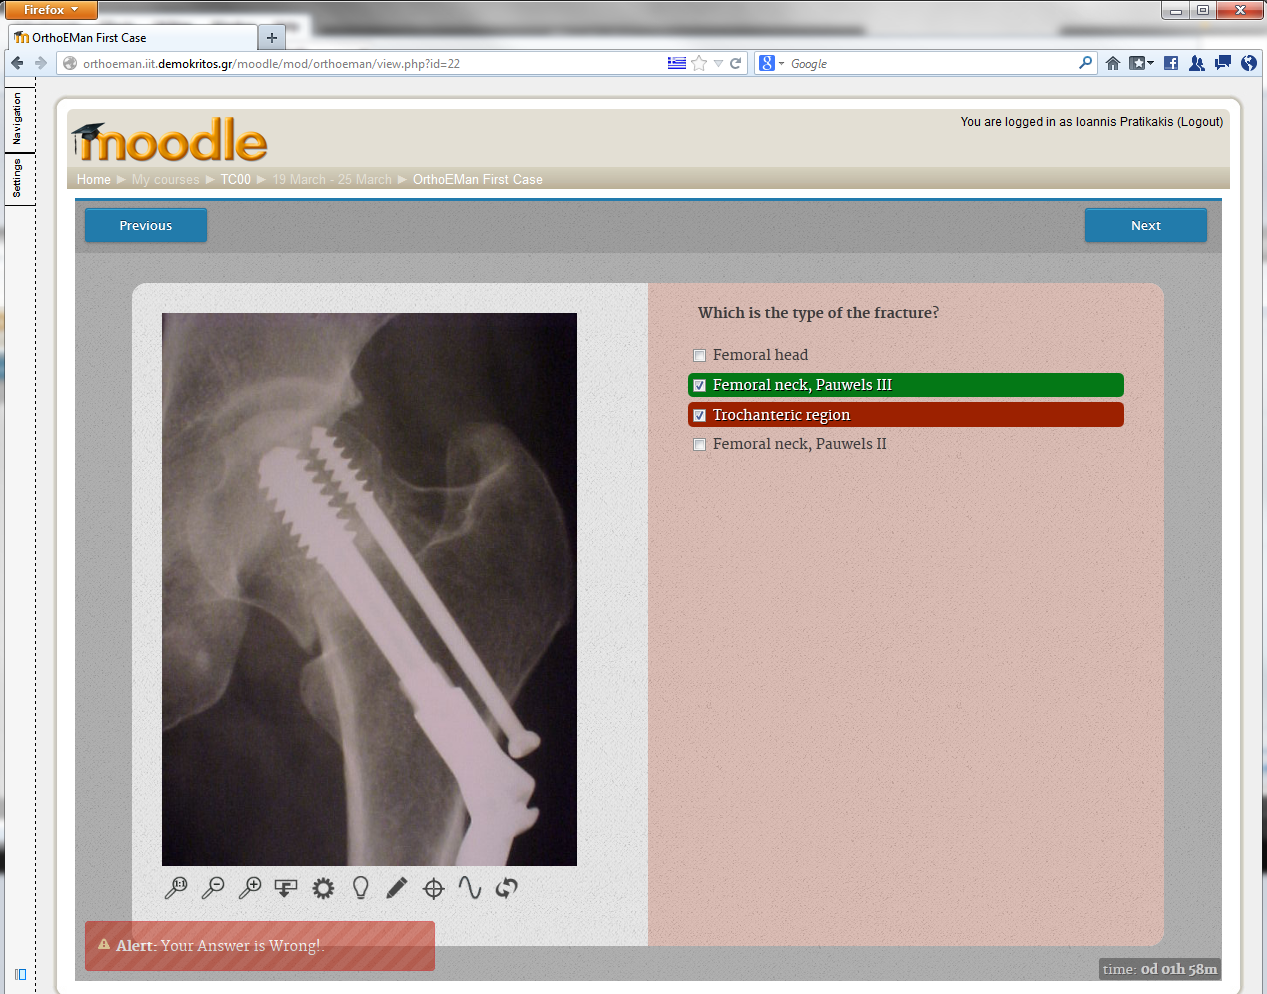 Firefox
OrthoEMan First Case
orthoeman.iit.demokritos.gr/moodle/mod/orthoeman/view.php?id=22
Google
Navigation
Settings
moodle
You are logged in as Ioannis Pratikakis (Logout)
Home ► My courses ► TC00 ► 19 March - 25 March ► OrthoEMan First Case
Previous
Next
Which is the type of the fracture?
Femoral head
Femoral neck, Pauwels III
Trochanteric region
Femoral neck, Pauwels II
1:1
Alert: Your Answer is Wrong!.
time: 0d 01h 58m